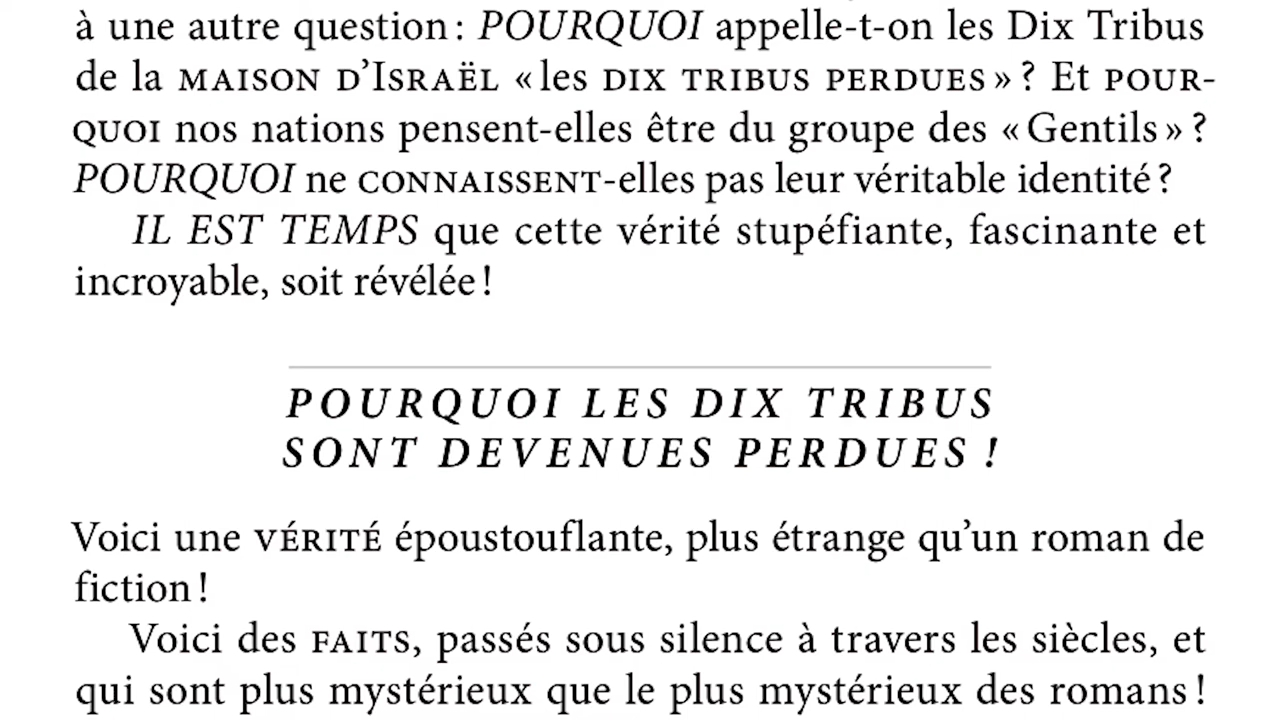 à une autre question : POURQUOI appelle-t-on les Dix Tribus
de la MAISON D’ISRAËL « les DIX TRIBUS PERDUES » ? Et POUR-
QUOI nos nations pensent-elles être du groupe des « Gentils » ?
POURQUOI ne CONNAISSENT-elles pas leur véritable identité ?
IL EST TEMPS que cette vérité stupéfiante, fascinante et
incroyable, soit révélée !
POURQUOI LES DIX TRIBUS
SONT DEVENUES PERDUES !
Voici une VÉRITÉ époustouflante, plus étrange qu’un roman de
fiction !
Voici des FAITS, passés sous silence à travers les siècles, et
qui sont plus mystérieux que le plus mystérieux des romans !